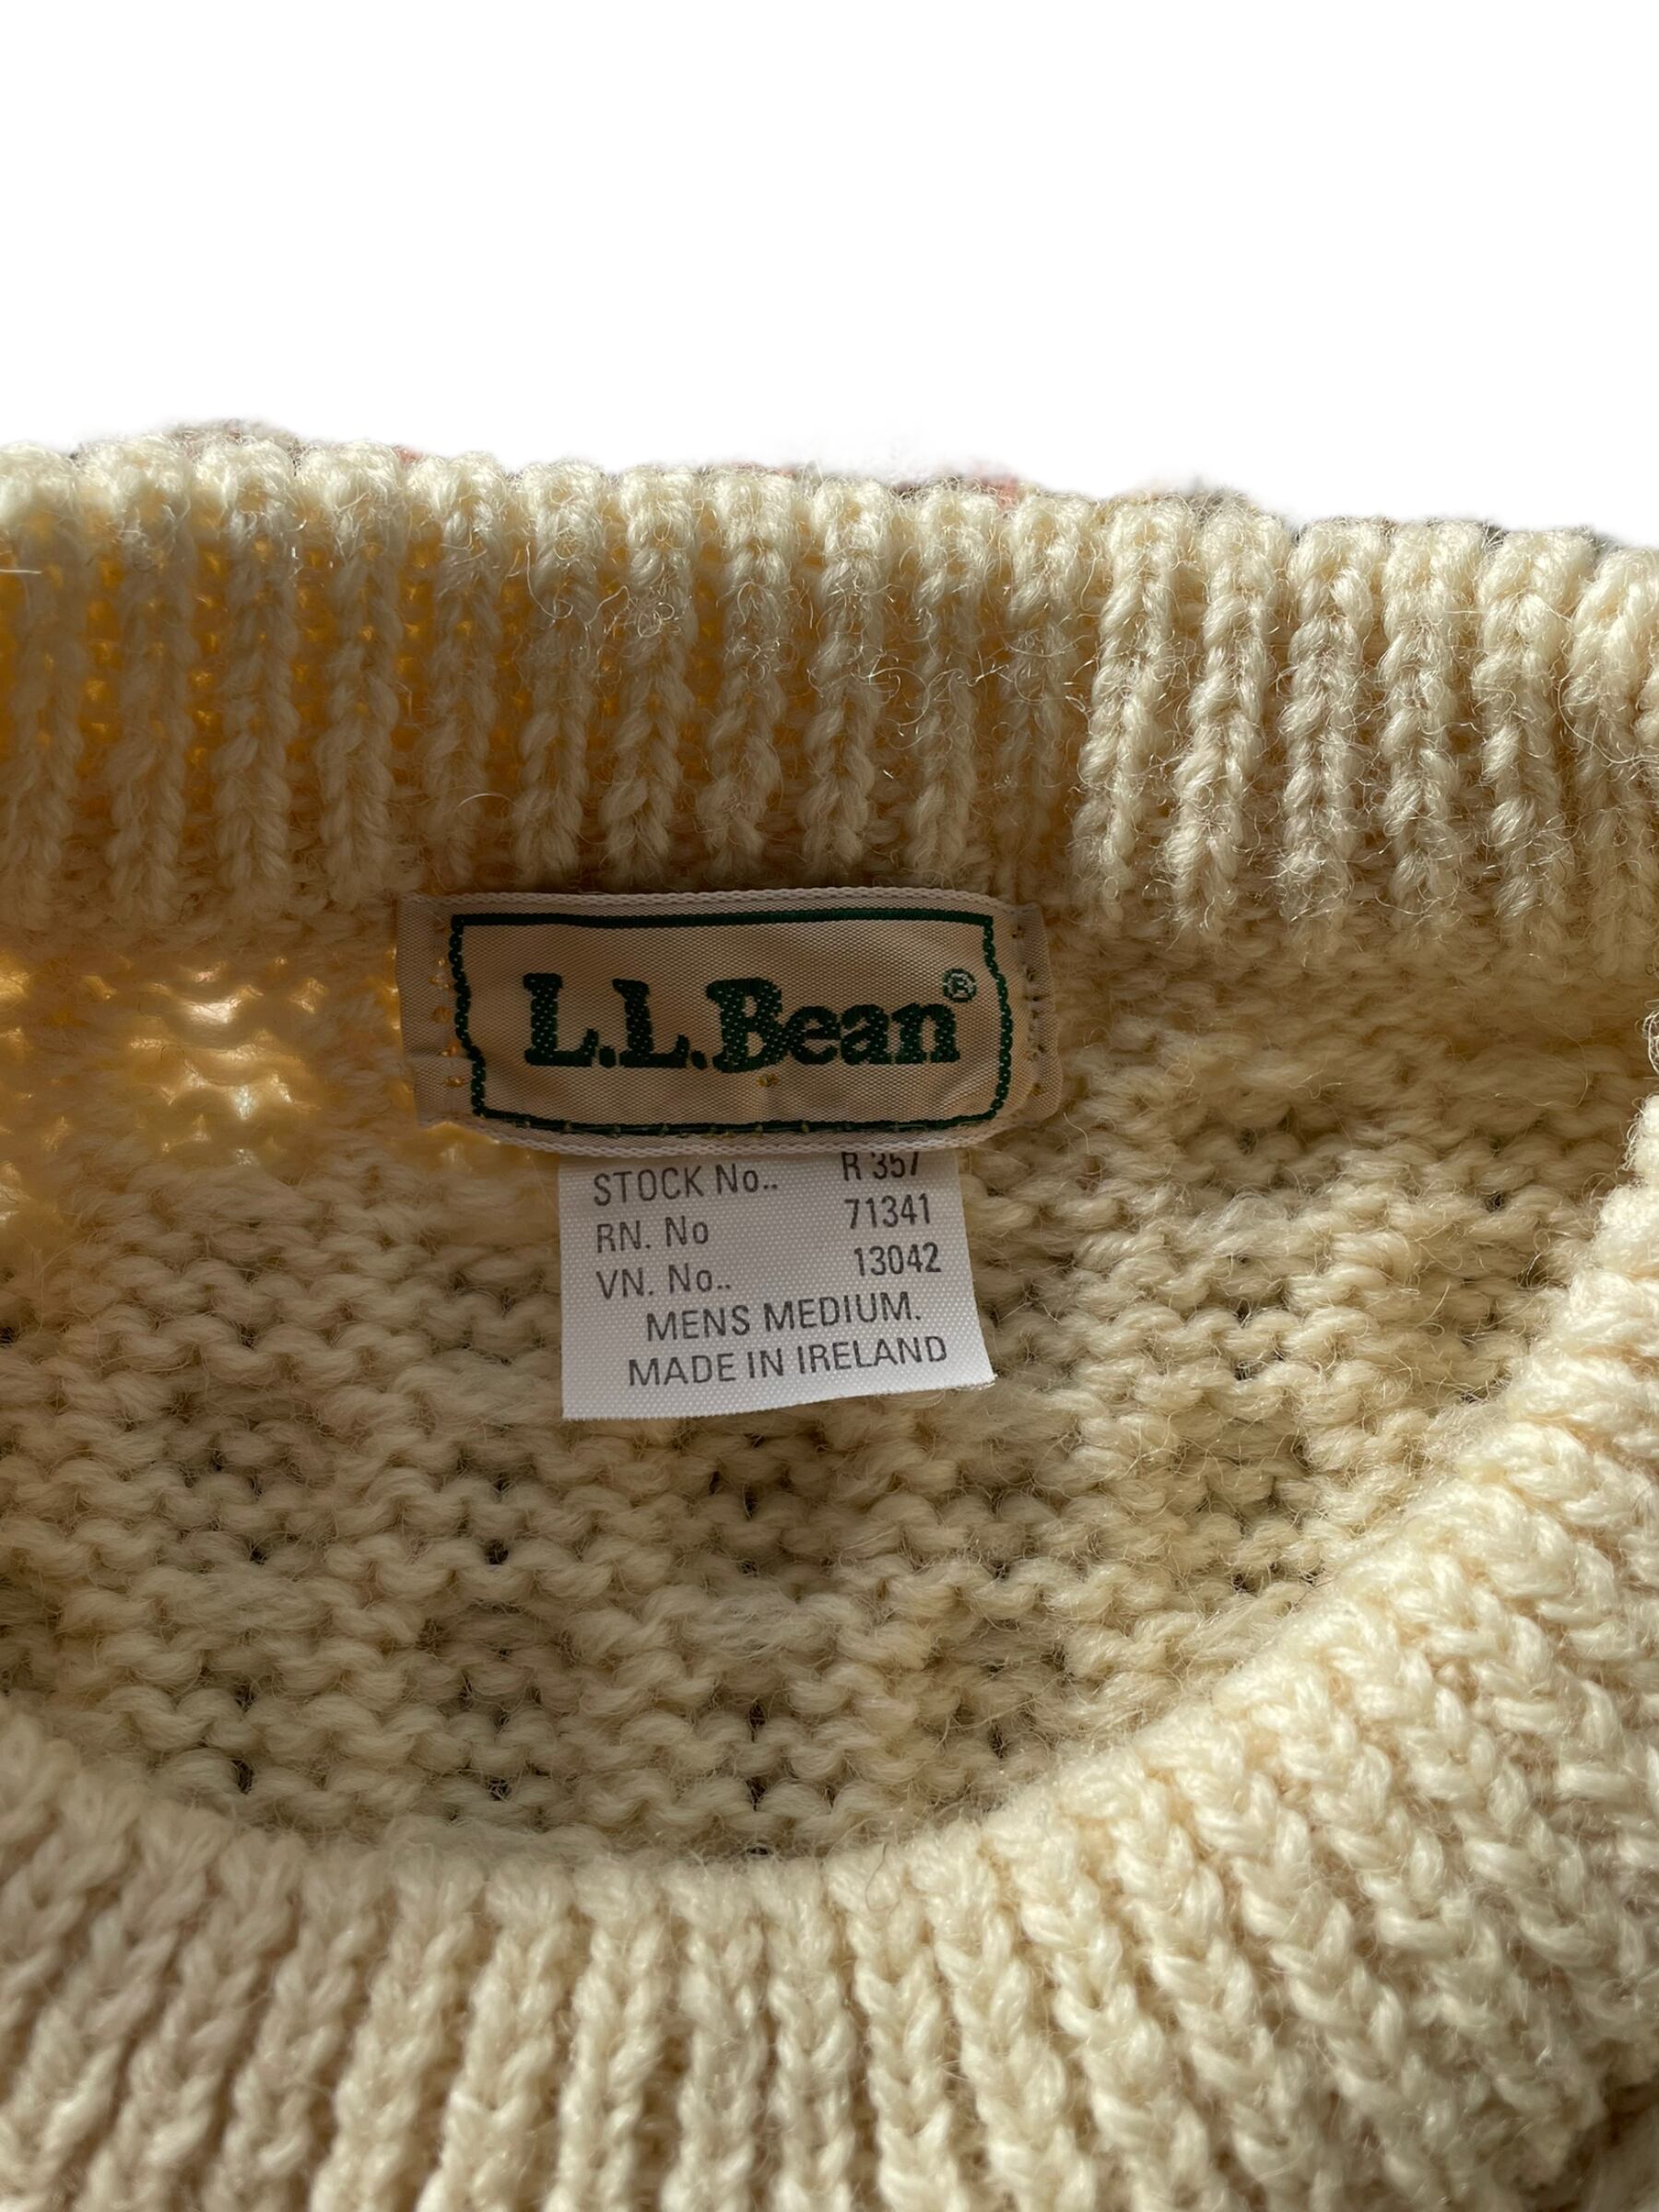 L.L.Bean®
STOCK No.. R 357
RN. No 71341
VN. No.. 13042
MENS MEDIUM.
MADE IN IRELAND